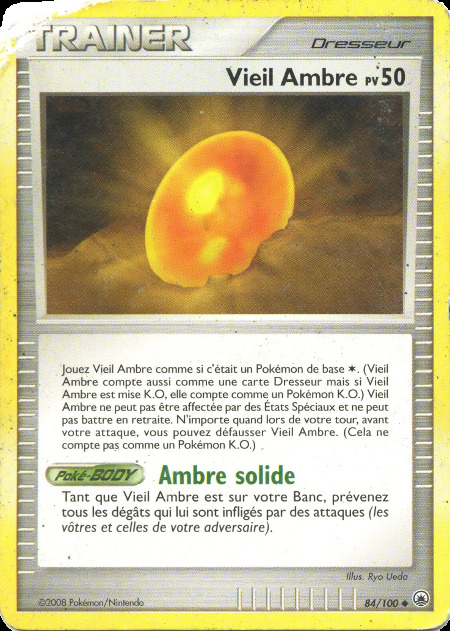 TRAINER
Dresseur
Vieil Ambre PV 50
Jouez Vieil Ambre comme si c'était un Pokémon de base ✶. (Vieil
Ambre compte aussi comme une carte Dresseur mais si Vieil
Ambre est mise K.O, elle compte comme un Pokémon K.O.) Vieil
Ambre ne peut pas être affectée par des États Spéciaux et ne peut
pas battre en retraite. N'importe quand lors de votre tour, avant
votre attaque, vous pouvez défausser Vieil Ambre. (Cela ne
compte pas comme un Pokémon K.O.)
Poké-BODY Ambre solide
Tant que Vieil Ambre est sur votre Banc, prévenez
tous les dégâts qui lui sont infligés par des attaques (les
vôtres et celles de votre adversaire).
Illus. Ryo Ueda
©2008 Pokémon/Nintendo
84/100 ◆